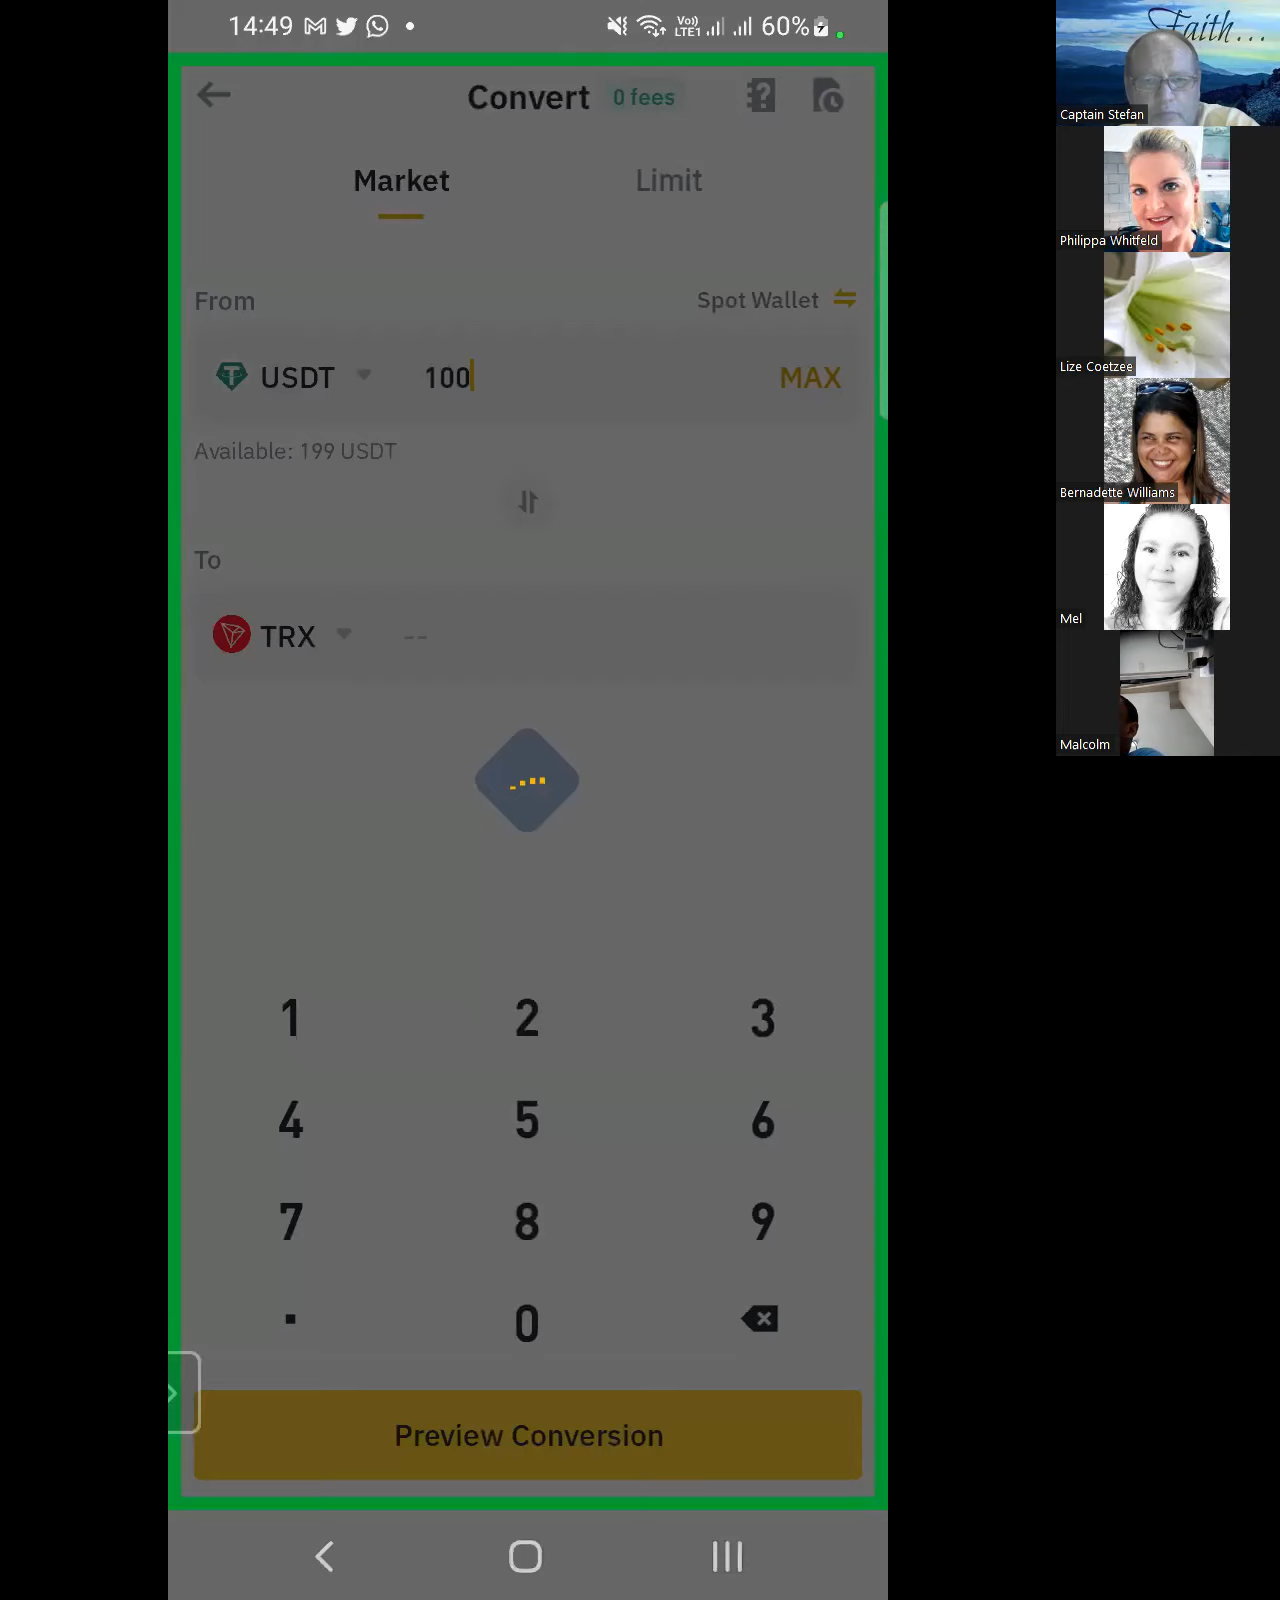 14:49 Vo)) LTE1 60%
Convert 0 fees
Market Limit
From Spot Wallet
USDT 100 MAX
Available: 199 USDT
To
TRX --
1 2 3
4 5 6
7 8 9
. 0
Preview Conversion
Faith...
Captain Stefan
Philippa Whitfeld
Lize Coetzee
Bernadette Williams
Mel
Malcolm